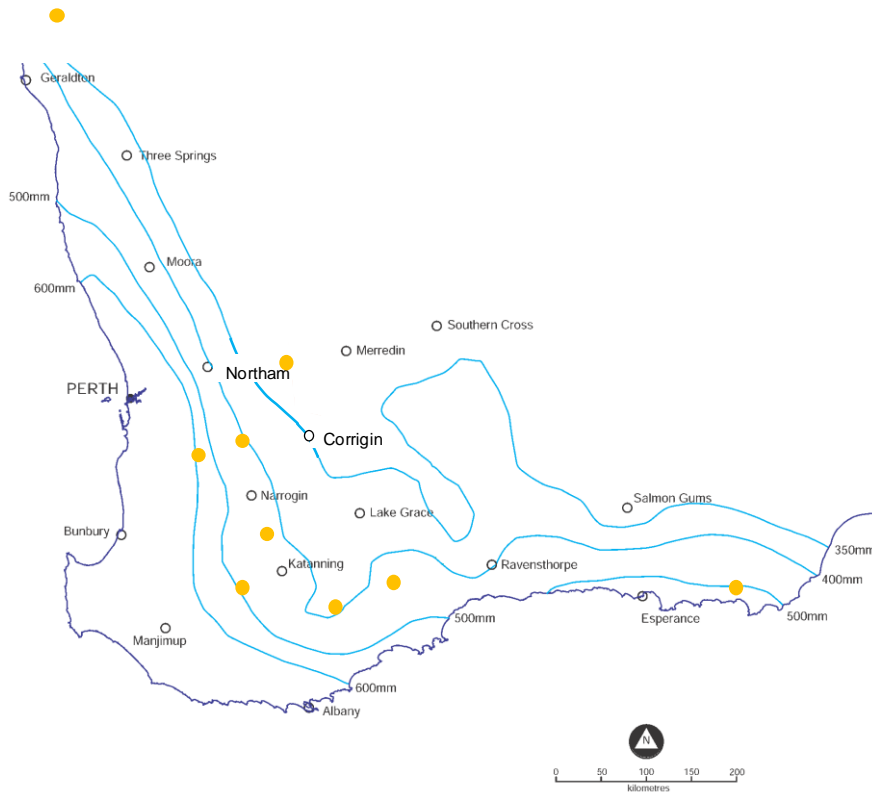 Geraldton
Three Springs
500mm
Moora
600mm
Southern Cross
Merredin
Northam
PERTH
Corrigin
Narrogin
Salmon Gums
Lake Grace
Bunbury
350mm
Katanning
Ravensthorpe
400mm
500mm
Esperance
500mm
Manjimup
600mm
Albany
N
0 50 100 150 200
kilometres